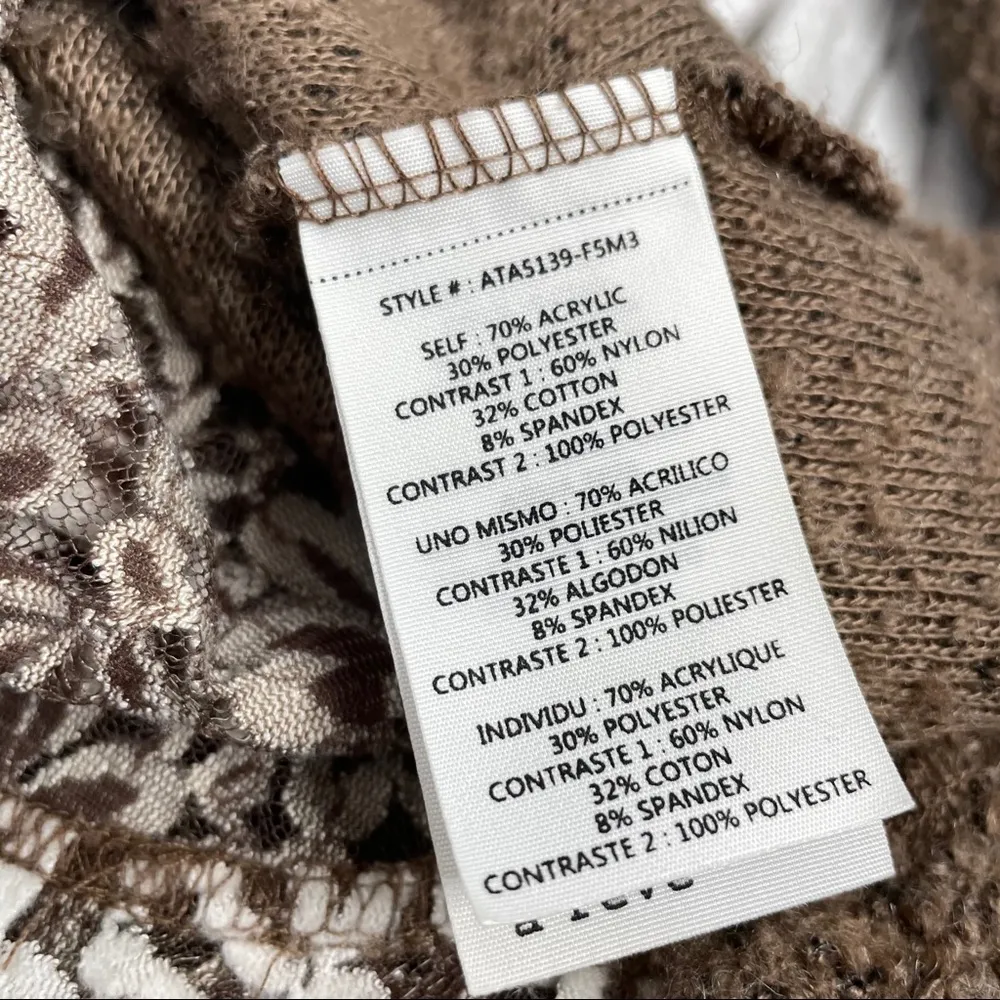 STYLE # : ATA5139-F5M3
SELF : 70% ACRYLIC
30% POLYESTER
CONTRAST 1 : 60% NYLON
32% COTTON
8% SPANDEX
CONTRAST 2 : 100% POLYESTER
UNO MISMO : 70% ACRILICO
30% POLIESTER
CONTRASTE 1 : 60% NILION
32% ALGODON
8% SPANDEX
CONTRASTE 2 : 100% POLIESTER
INDIVIDU : 70% ACRYLIQUE
30% POLYESTER
CONTRASTE 1 : 60% NYLON
32% COTON
8% SPANDEX
CONTRASTE 2 : 100% POLYESTER